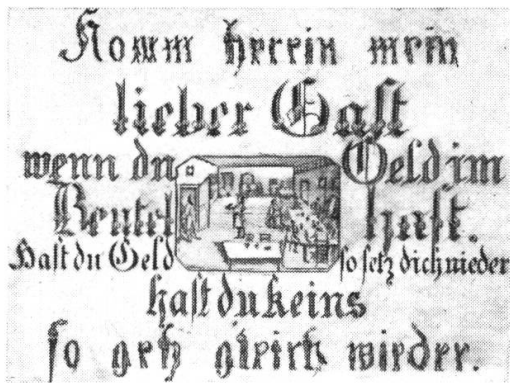 Komm herein mein
lieber Gast
wenn du Geld im
Beutel hast.
Hast du Geld so setz dich nieder
hast du keins
so geh gleich wieder.